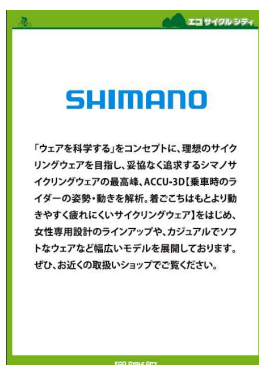 エコ サイクル シティ
SHIMANO
「ウェアを科学する」をコンセプトに、理想のサイク
リングウェアを目指し、妥協なく追求するシマノサ
イクリングウェアの最高峰、ACCU-3D【乗車時のラ
イダーの姿勢・動きを解析。着ごこちはもとより動
きやすく疲れにくいサイクリングウェア】をはじめ、
女性専用設計のラインアップや、カジュアルでソフ
トなウェアなど幅広いモデルを展開しております。
ぜひ、お近くの取扱いショップでご覧ください。
ECO CYCLE CITY